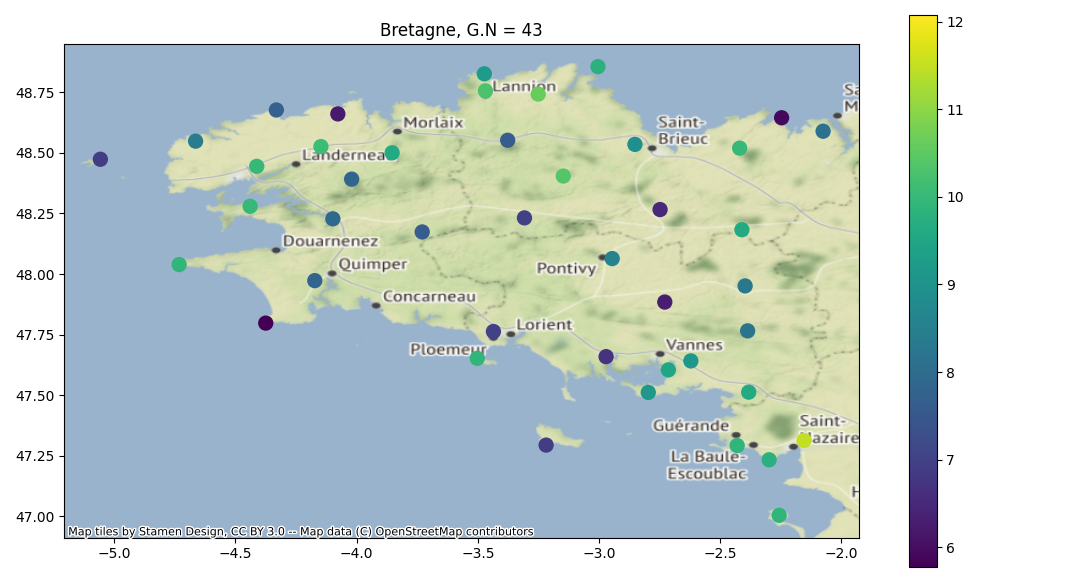 Bretagne, G.N = 43
12
48.75
Lannion
Sa
M
11
Morlaix
Saint-
Brieuc
48.50
Landernea
10
48.25
Douarnenez
48.00
Quimper
Pontivy
9
Concarneau
47.75
Lorient
Vannes
Ploemeur
8
47.50
Guérande
Saint-
Nazaire
47.25
La Baule-
Escoublac
7
H
47.00
Map tiles by Stamen Design, CC BY 3.0 -- Map data (C) OpenStreetMap contributors
6
−5.0 −4.5 −4.0 −3.5 −3.0 −2.5 −2.0